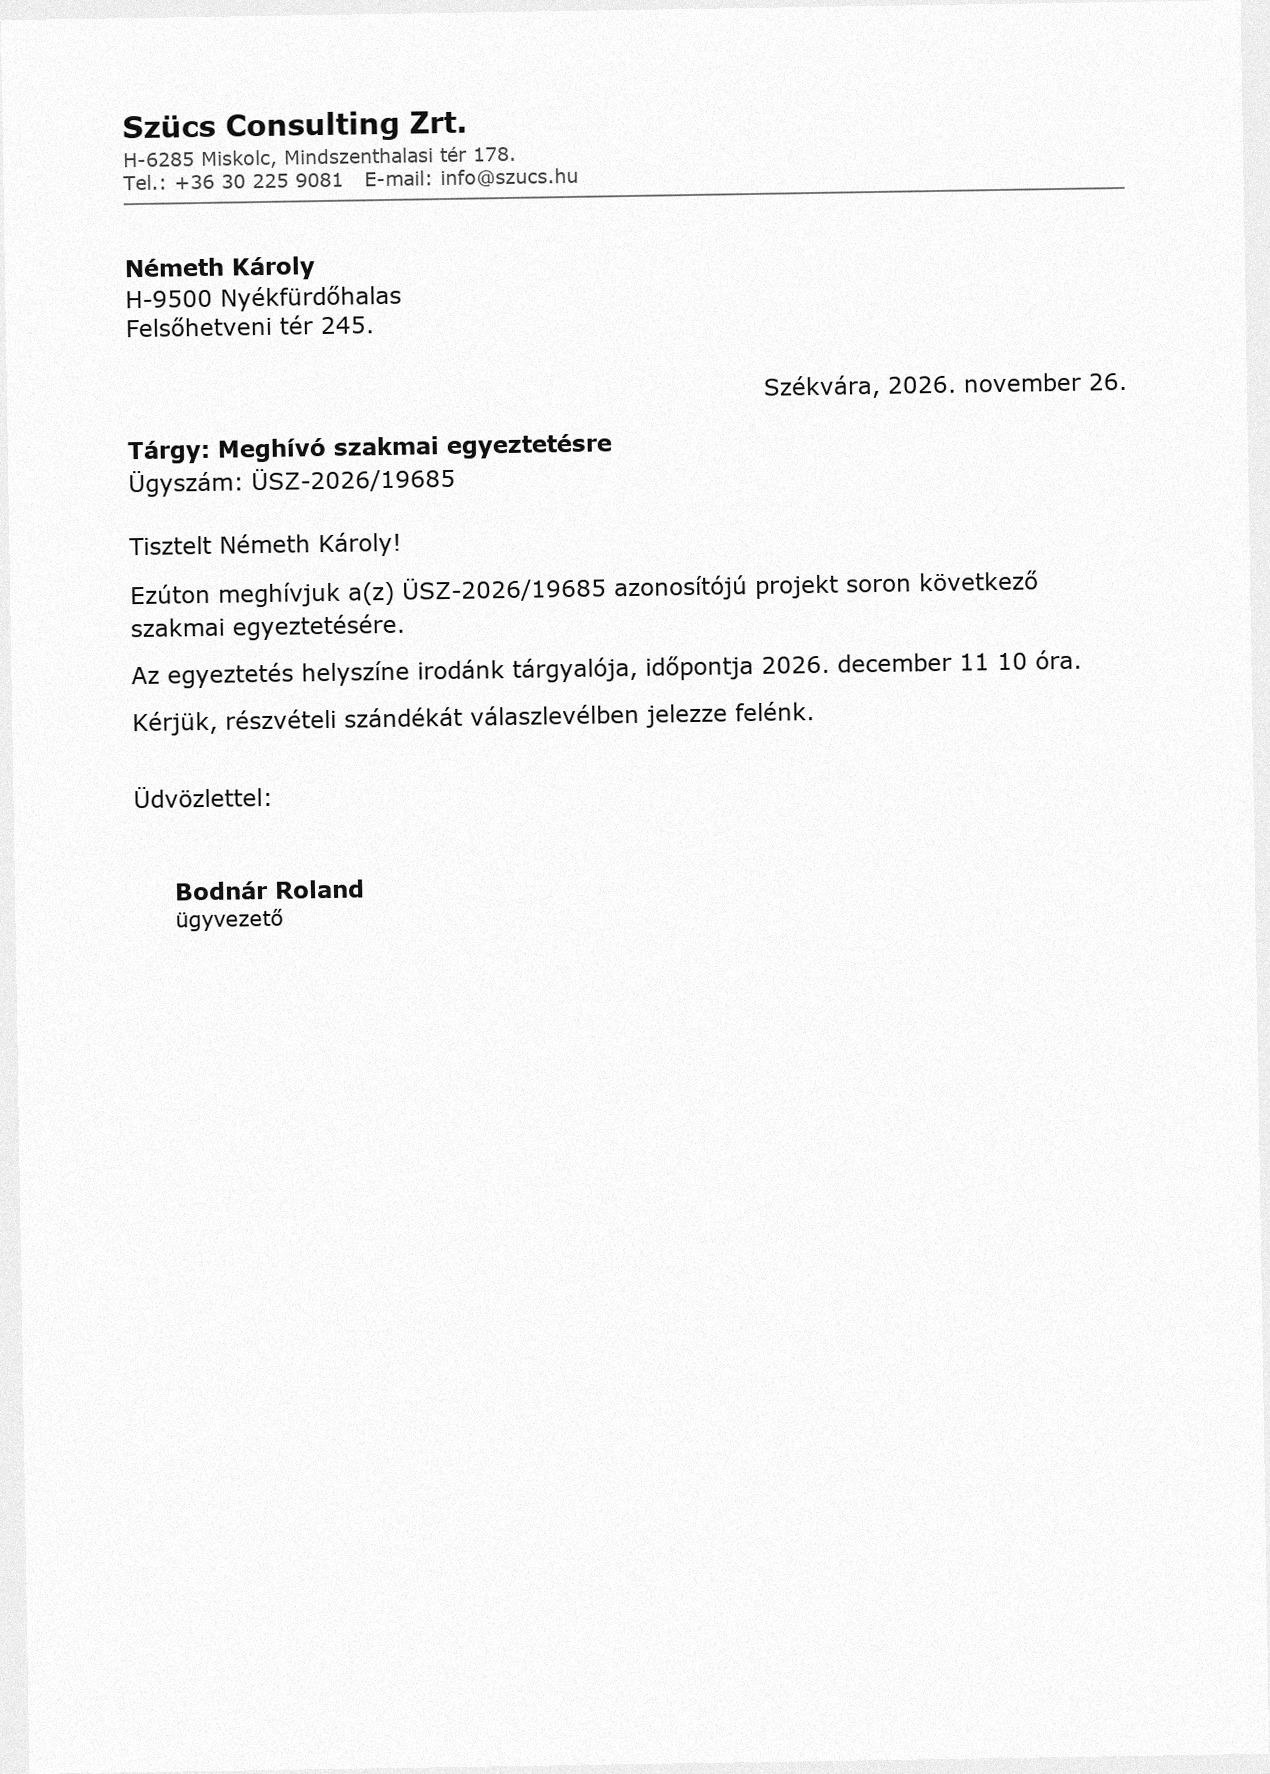 Szücs Consulting Zrt.
H-6285 Miskolc, Mindszenthalasi tér 178.
Tel.: +36 30 225 9081 E-mail: info@szucs.hu
Németh Károly
H-9500 Nyékfürdőhalas
Felsőhetveni tér 245.
Székvára, 2026. november 26.
Tárgy: Meghívó szakmai egyeztetésre
Ügyszám: ÜSZ-2026/19685
Tisztelt Németh Károly!
Ezúton meghívjuk a(z) ÜSZ-2026/19685 azonosítójú projekt soron következő
szakmai egyeztetésére.
Az egyeztetés helyszíne irodánk tárgyalója, időpontja 2026. december 11 10 óra.
Kérjük, részvételi szándékát válaszlevélben jelezze felénk.
Üdvözlettel:
Bodnár Roland
ügyvezető